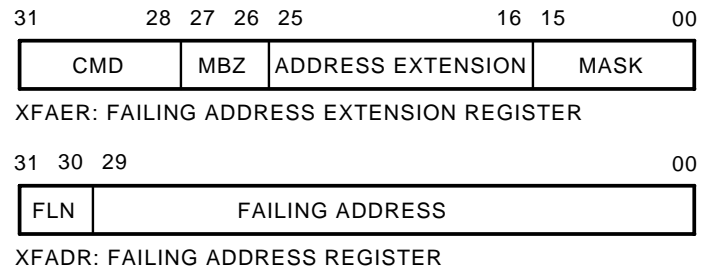 31 28 27 26 25 16 15 00
CMD MBZ ADDRESS EXTENSION MASK
XFAER: FAILING ADDRESS EXTENSION REGISTER
31 30 29 00
FLN FAILING ADDRESS
XFADR: FAILING ADDRESS REGISTER